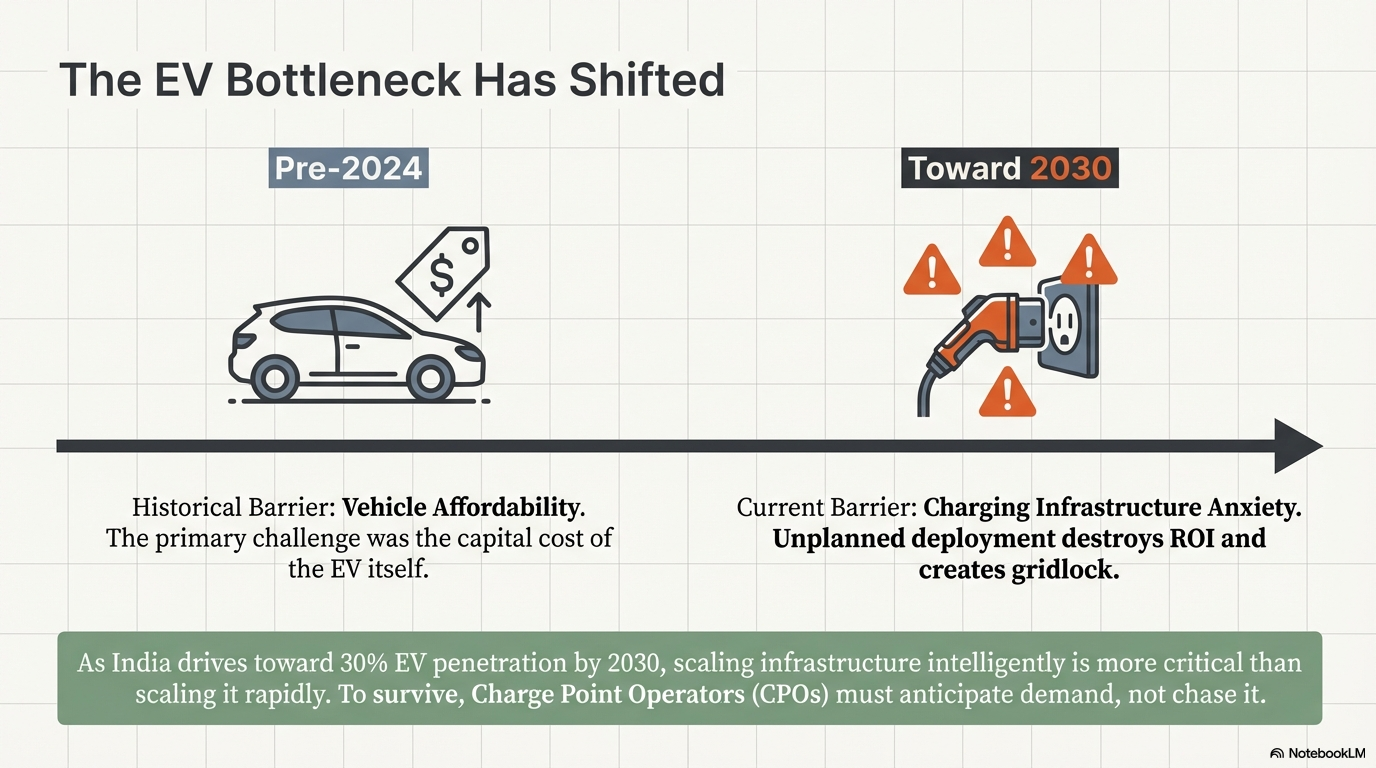 The EV Bottleneck Has Shifted
Pre-2024
Toward 2030
$
Historical Barrier: Vehicle Affordability.
The primary challenge was the capital cost of
the EV itself.
Current Barrier: Charging Infrastructure Anxiety.
Unplanned deployment destroys ROI and
creates gridlock.
As India drives toward 30% EV penetration by 2030, scaling infrastructure intelligently is more critical than
scaling it rapidly. To survive, Charge Point Operators (CPOs) must anticipate demand, not chase it.
NotebookLM